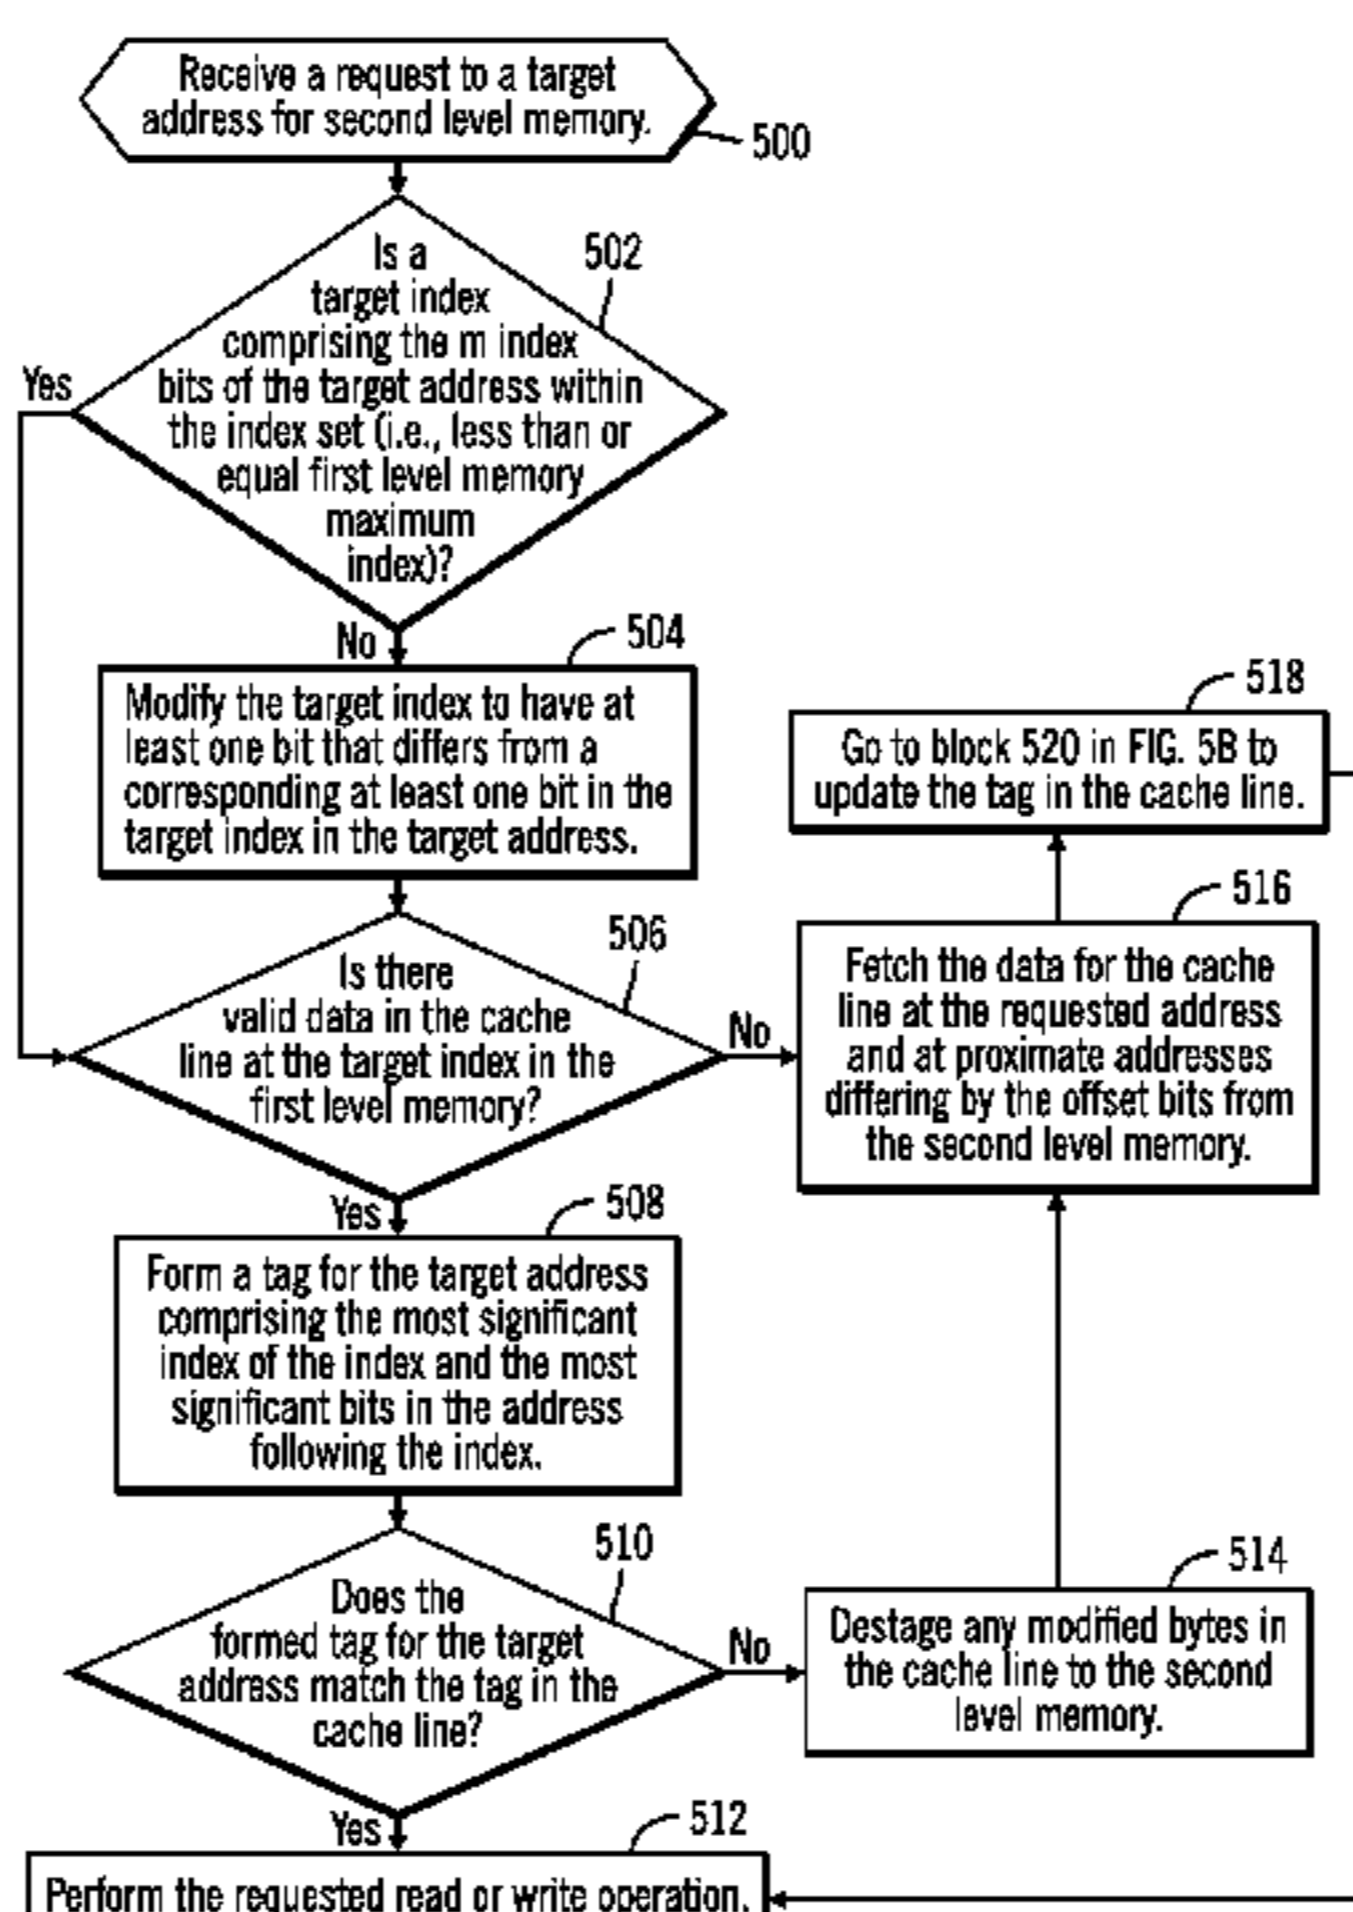 Receive a request to a target
address for second level memory.
500
Is a
target index
comprising the m index
bits of the target address within
the index set (i.e., less than or
equal first level memory
maximum
index)?
502
Yes
No
504
Modify the target index to have at
least one bit that differs from a
corresponding at least one bit in the
target index in the target address.
506
Is there
valid data in the cache
line at the target index in the
first level memory?
No
Yes
508
Form a tag for the target address
comprising the most significant
index of the index and the most
significant bits in the address
following the index.
510
Does the
formed tag for the target
address match the tag in the
cache line?
No
Yes
512
Perform the requested read or write operation.
514
Destage any modified bytes in
the cache line to the second
level memory.
516
Fetch the data for the cache
line at the requested address
and at proximate addresses
differing by the offset bits from
the second level memory.
518
Go to block 520 in FIG. 5B to
update the tag in the cache line.